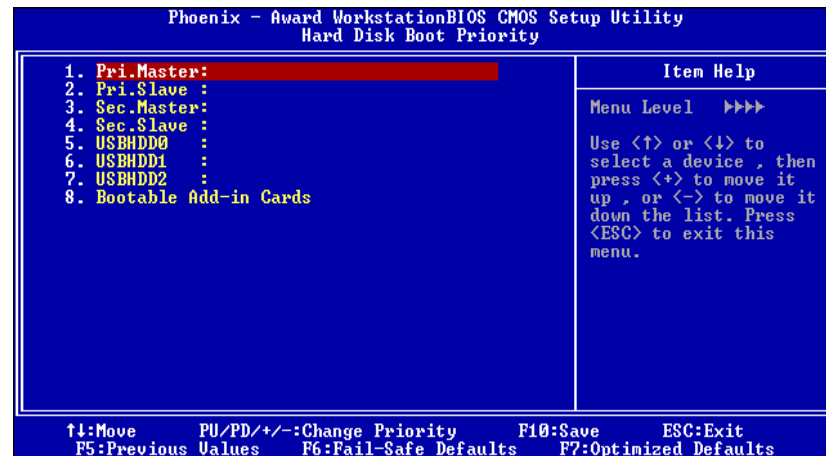 Phoenix - Award WorkstationBIOS CMOS Setup Utility
Hard Disk Boot Priority
1. Pri.Master:
2. Pri.Slave :
3. Sec.Master:
4. Sec.Slave :
5. USBHDD0 :
6. USBHDD1 :
7. USBHDD2 :
8. Bootable Add-in Cards
Item Help
Menu Level ►►►►
Use <↑> or <↓> to
select a device , then
press <+> to move it
up , or <-> to move it
down the list. Press
<ESC> to exit this
menu.
↑↓:Move PU/PD/+/-:Change Priority F10:Save ESC:Exit
F5:Previous Values F6:Fail-Safe Defaults F7:Optimized Defaults